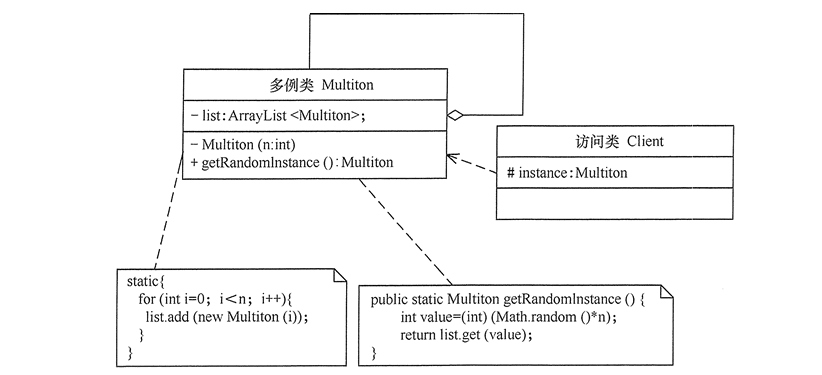 多例类 Multiton
－list:ArrayList <Multiton>;
－Multiton (n:int)
+ getRandomInstance ():Multiton
访问类 Client
# instance:Multiton
static{
for (int i=0；i＜n；i++){
list.add (new Multiton (i));
}
}
public static Multiton getRandomInstance () {
int value=(int) (Math.random ()*n);
return list.get (value);
}